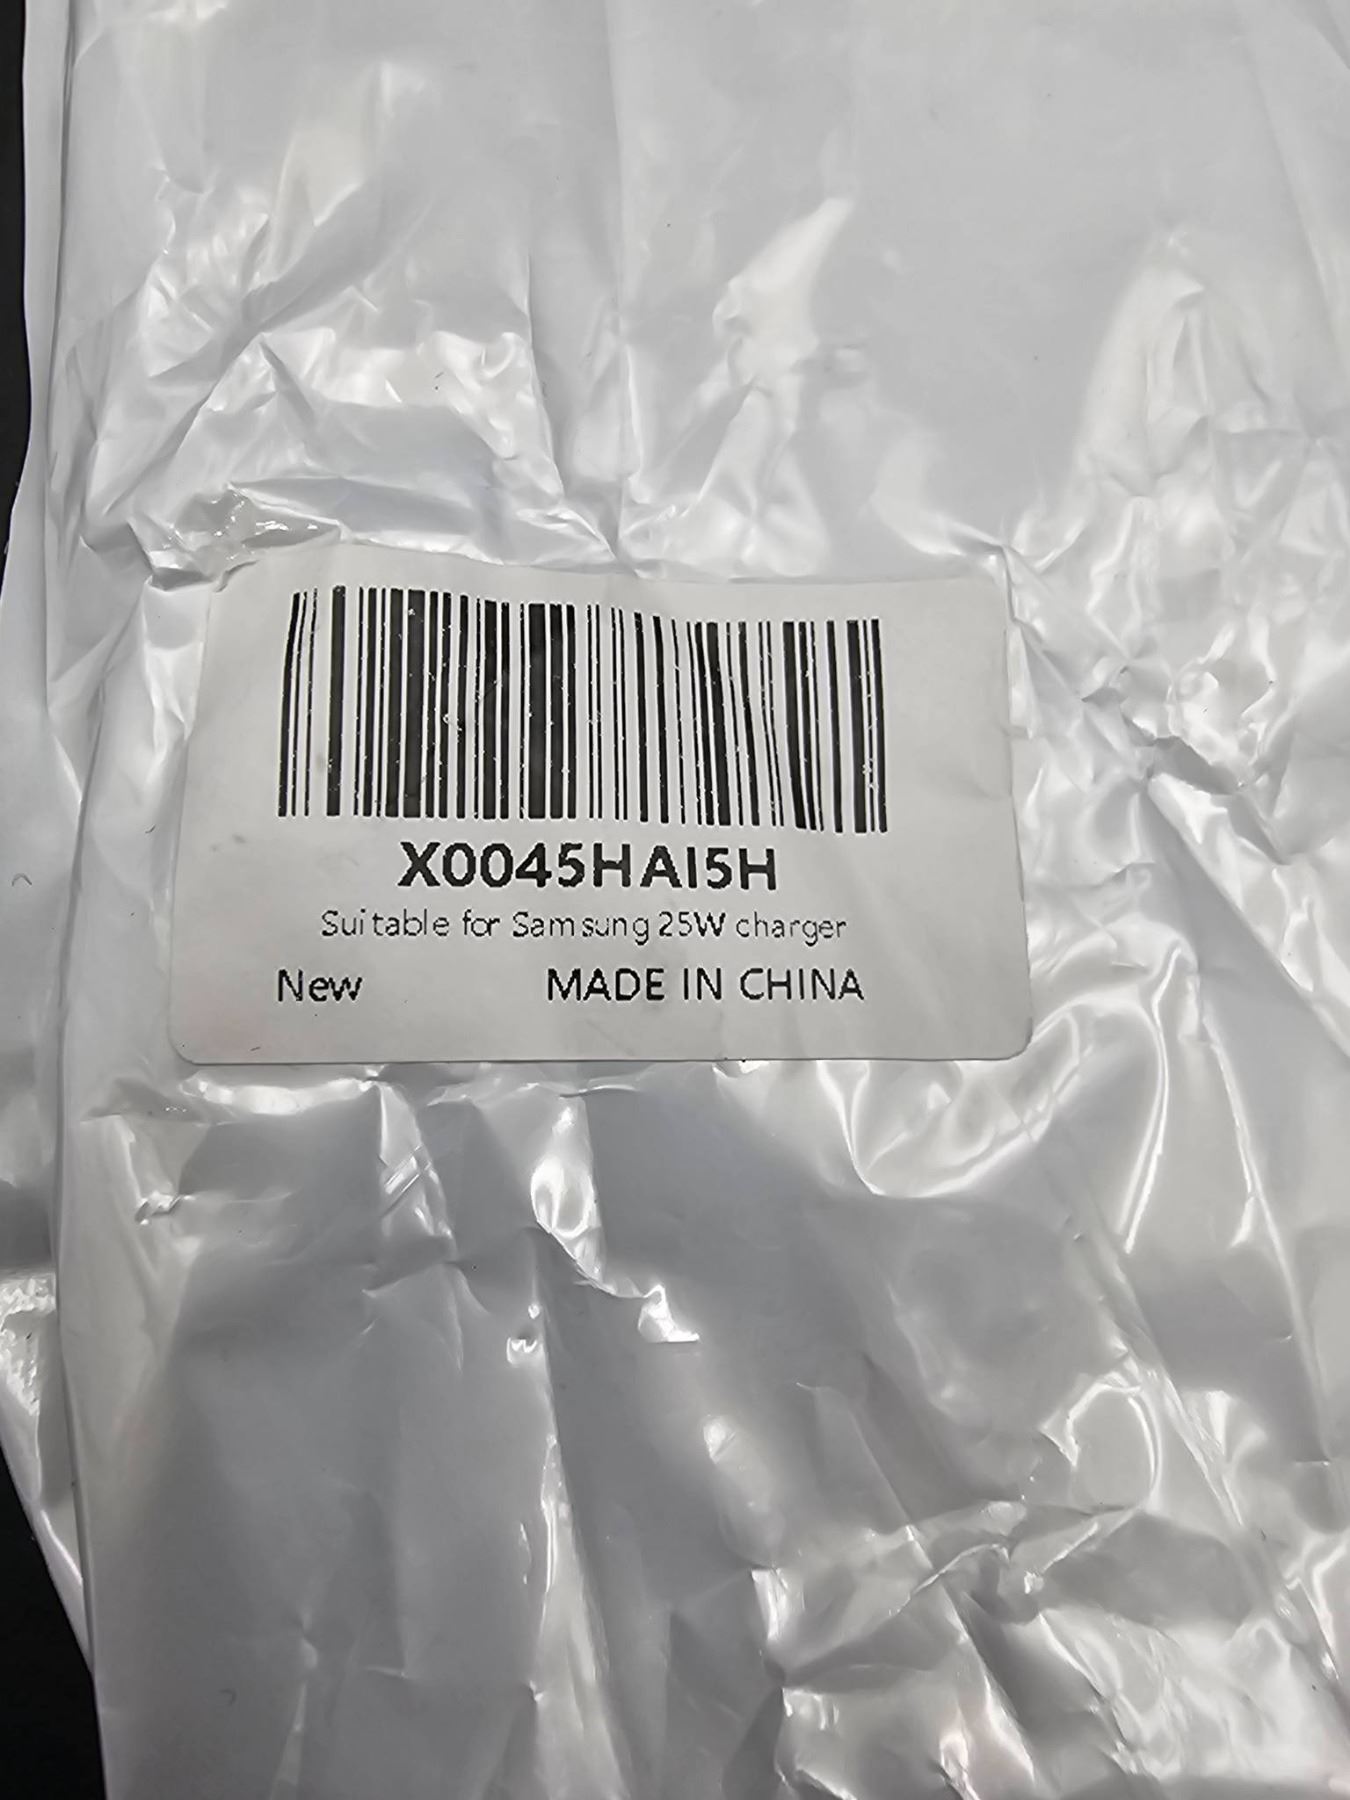 X0045HAI5H
Suitable for Samsung 25W charger
New MADE IN CHINA